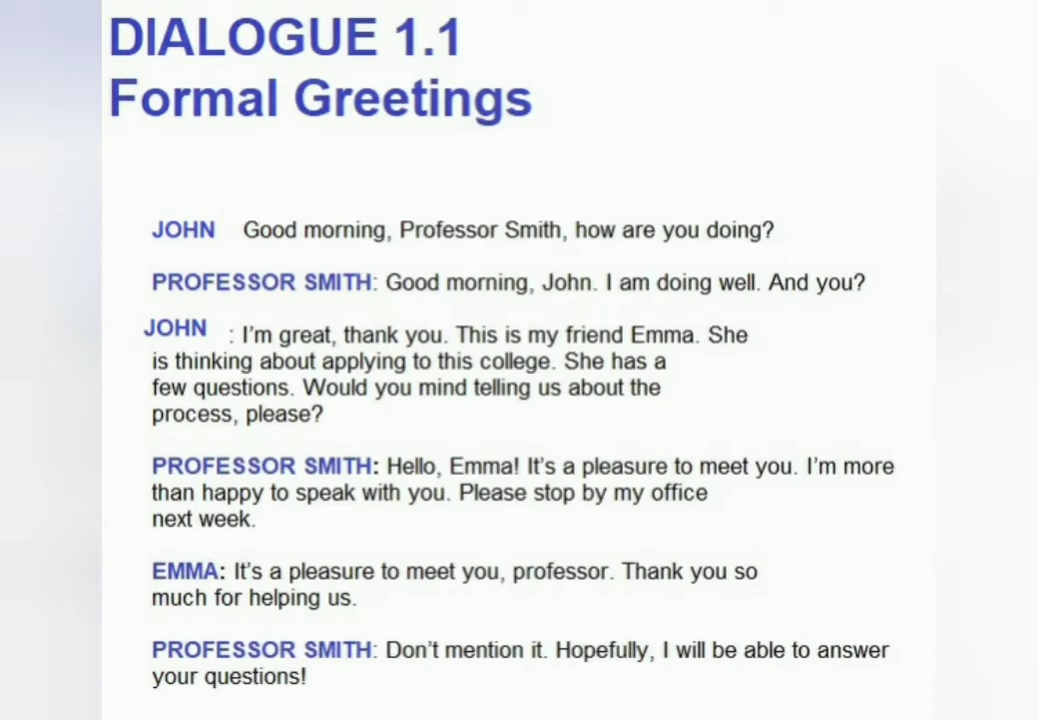 DIALOGUE 1.1
Formal Greetings
JOHN Good morning, Professor Smith, how are you doing?
PROFESSOR SMITH: Good morning, John. I am doing well. And you?
JOHN : I'm great, thank you. This is my friend Emma. She
is thinking about applying to this college. She has a
few questions. Would you mind telling us about the
process, please?
PROFESSOR SMITH: Hello, Emma! It's a pleasure to meet you. I'm more
than happy to speak with you. Please stop by my office
next week.
EMMA: It's a pleasure to meet you, professor. Thank you so
much for helping us.
PROFESSOR SMITH: Don't mention it. Hopefully, I will be able to answer
your questions!